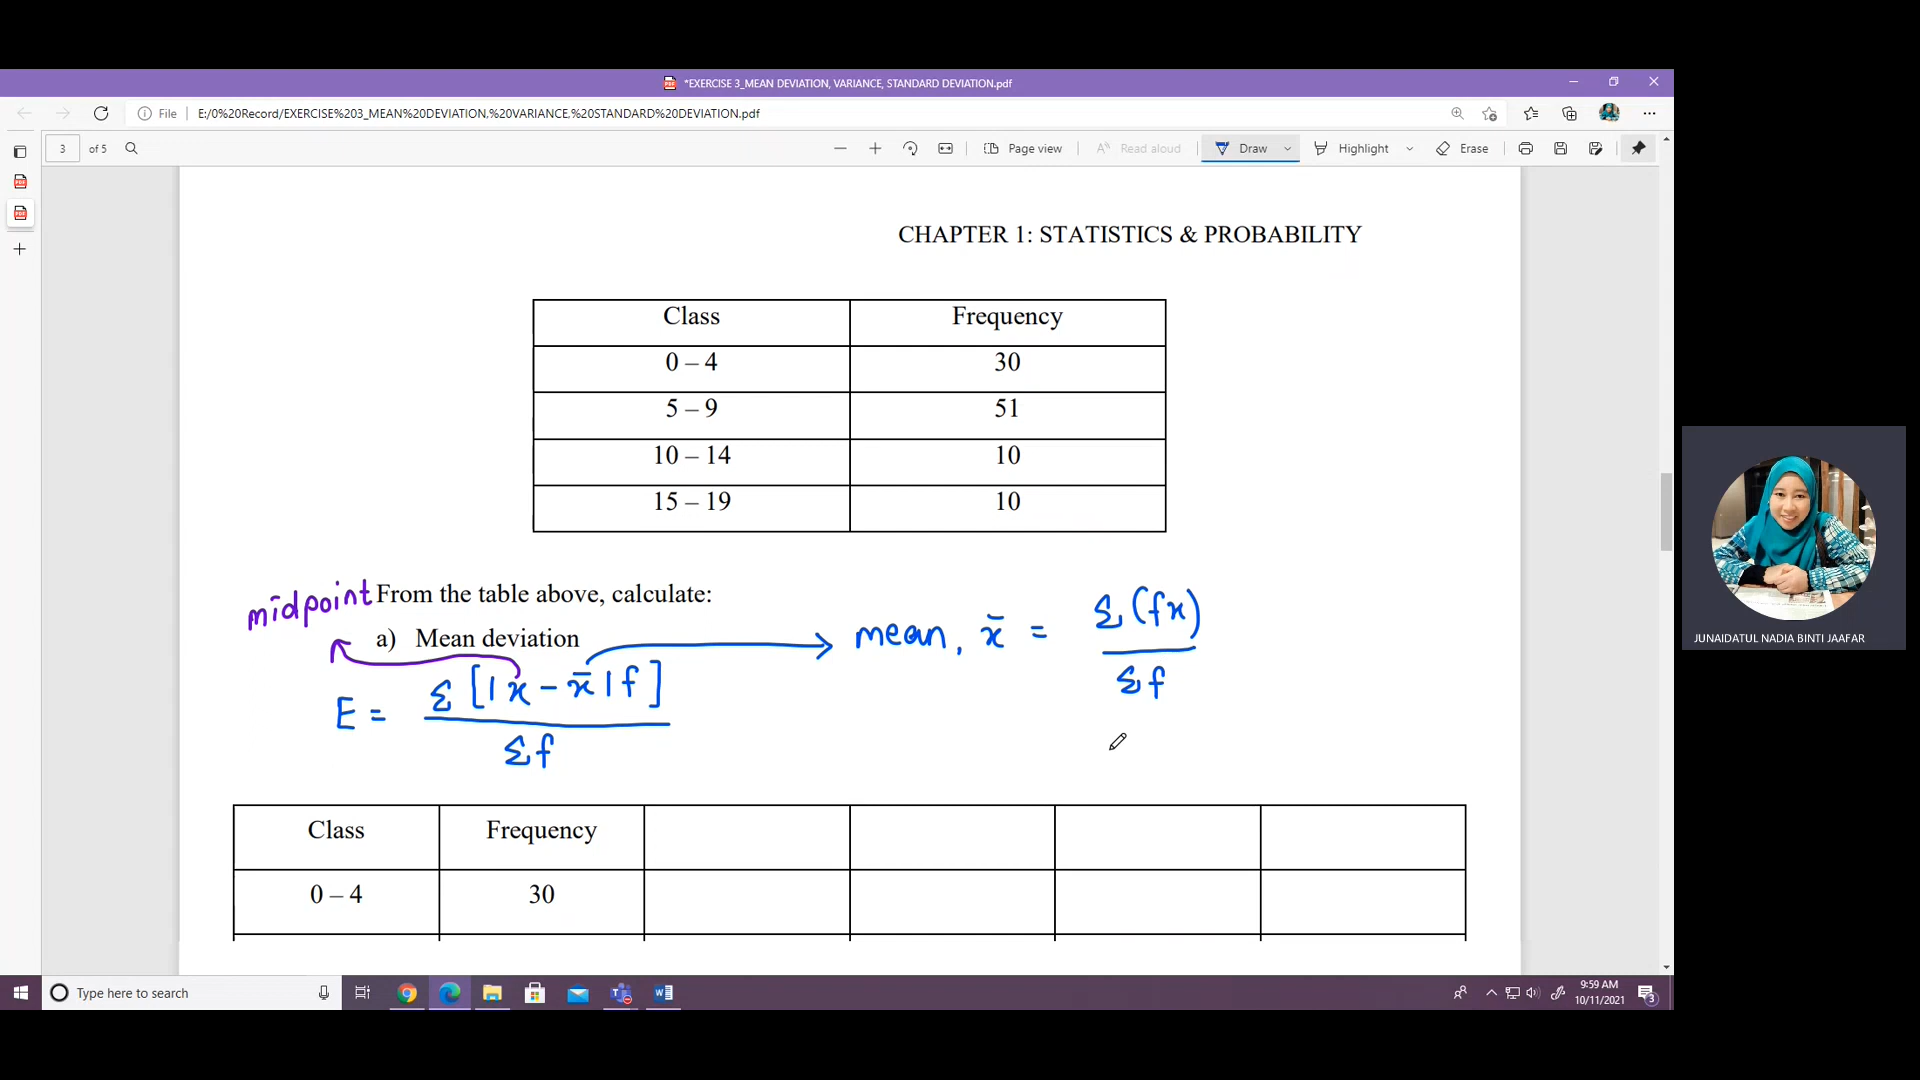 *EXERCISE 3_MEAN DEVIATION, VARIANCE, STANDARD DEVIATION.pdf
File E:/0%20Record/EXERCISE%203_MEAN%20DEVIATION,%20VARIANCE,%20STANDARD%20DEVIATION.pdf
3 of 5 Page view Read aloud Draw Highlight Erase
CHAPTER 1: STATISTICS & PROBABILITY
Class Frequency
0 – 4 30
5 – 9 51
10 – 14 10
15 – 19 10
midpoint From the table above, calculate:
a) Mean deviation
mean, x̄ = Σ(fx) / Σf
E = Σ[|x - x̄|f] / Σf
Class Frequency
0 – 4 30
JUNAIDATUL NADIA BINTI JAAFAR
Type here to search
9:59 AM
10/11/2021
3